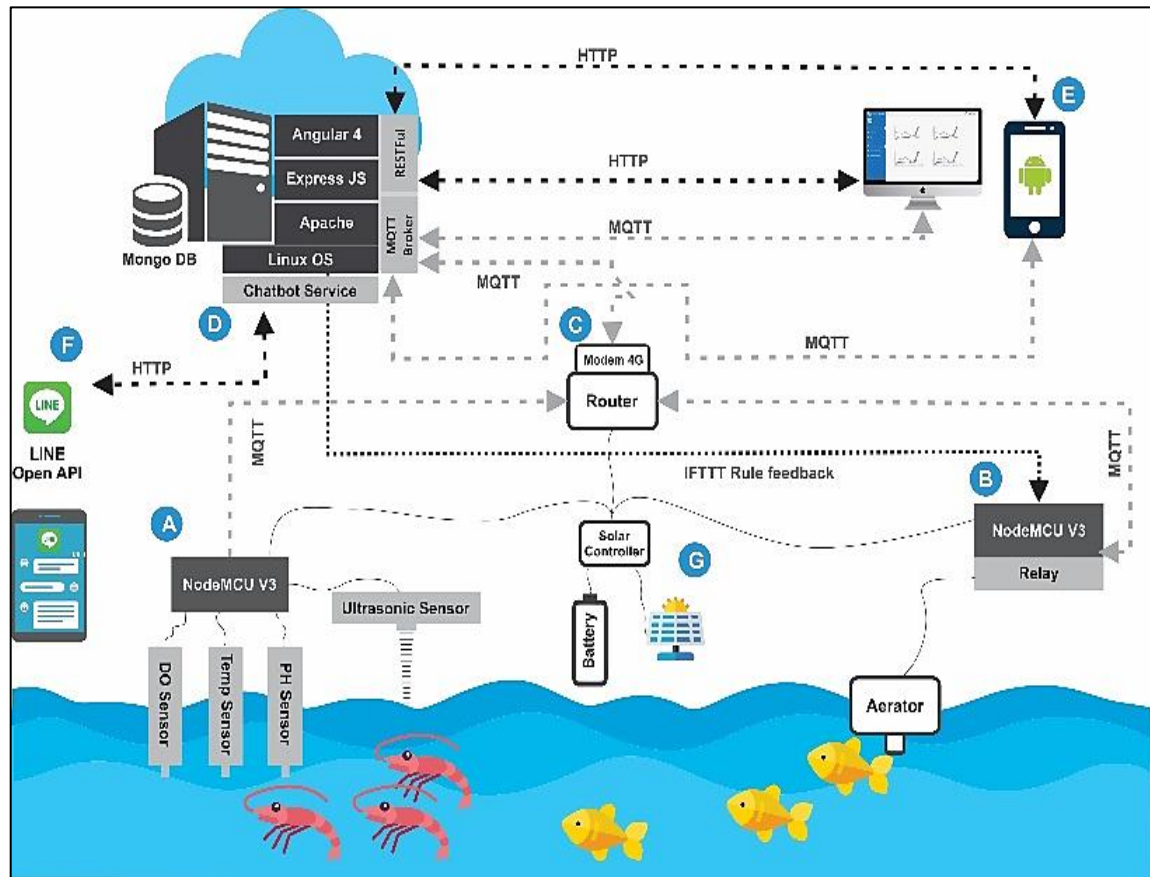 HTTP
E
Angular 4
RESTFul
Express JS
HTTP
Apache
MQTT
Broker
MQTT
Mongo DB
Linux OS
MQTT
Chatbot Service
D
C
F
MQTT
HTTP
Modem 4G
LINE
Router
MQTT
MQTT
LINE
Open API
IFTTT Rule feedback
B
A
NodeMCU V3
Solar
Controller
G
NodeMCU V3
Relay
Ultrasonic Sensor
Battery
DO Sensor
Temp Sensor
PH Sensor
Aerator